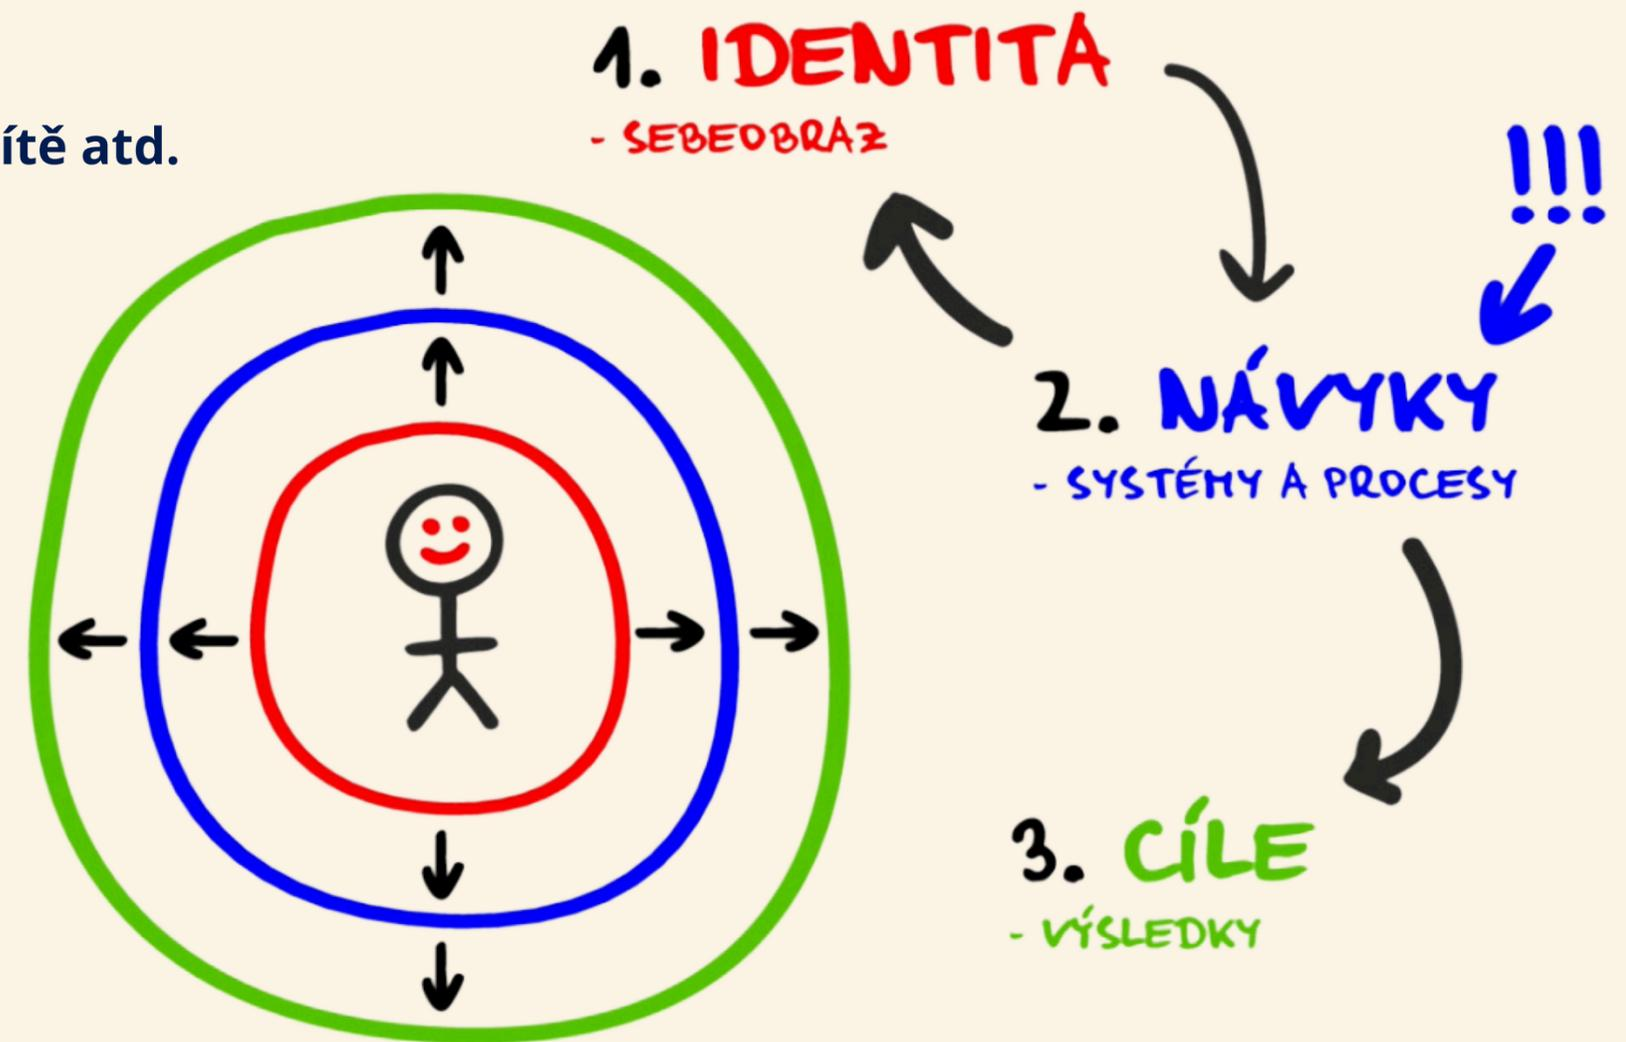 1. IDENTITA
- SEBEOBRAZ
ítě atd.
!!!
2. NÁVYKY
- SYSTÉMY A PROCESY
3. CÍLE
- VÝSLEDKY